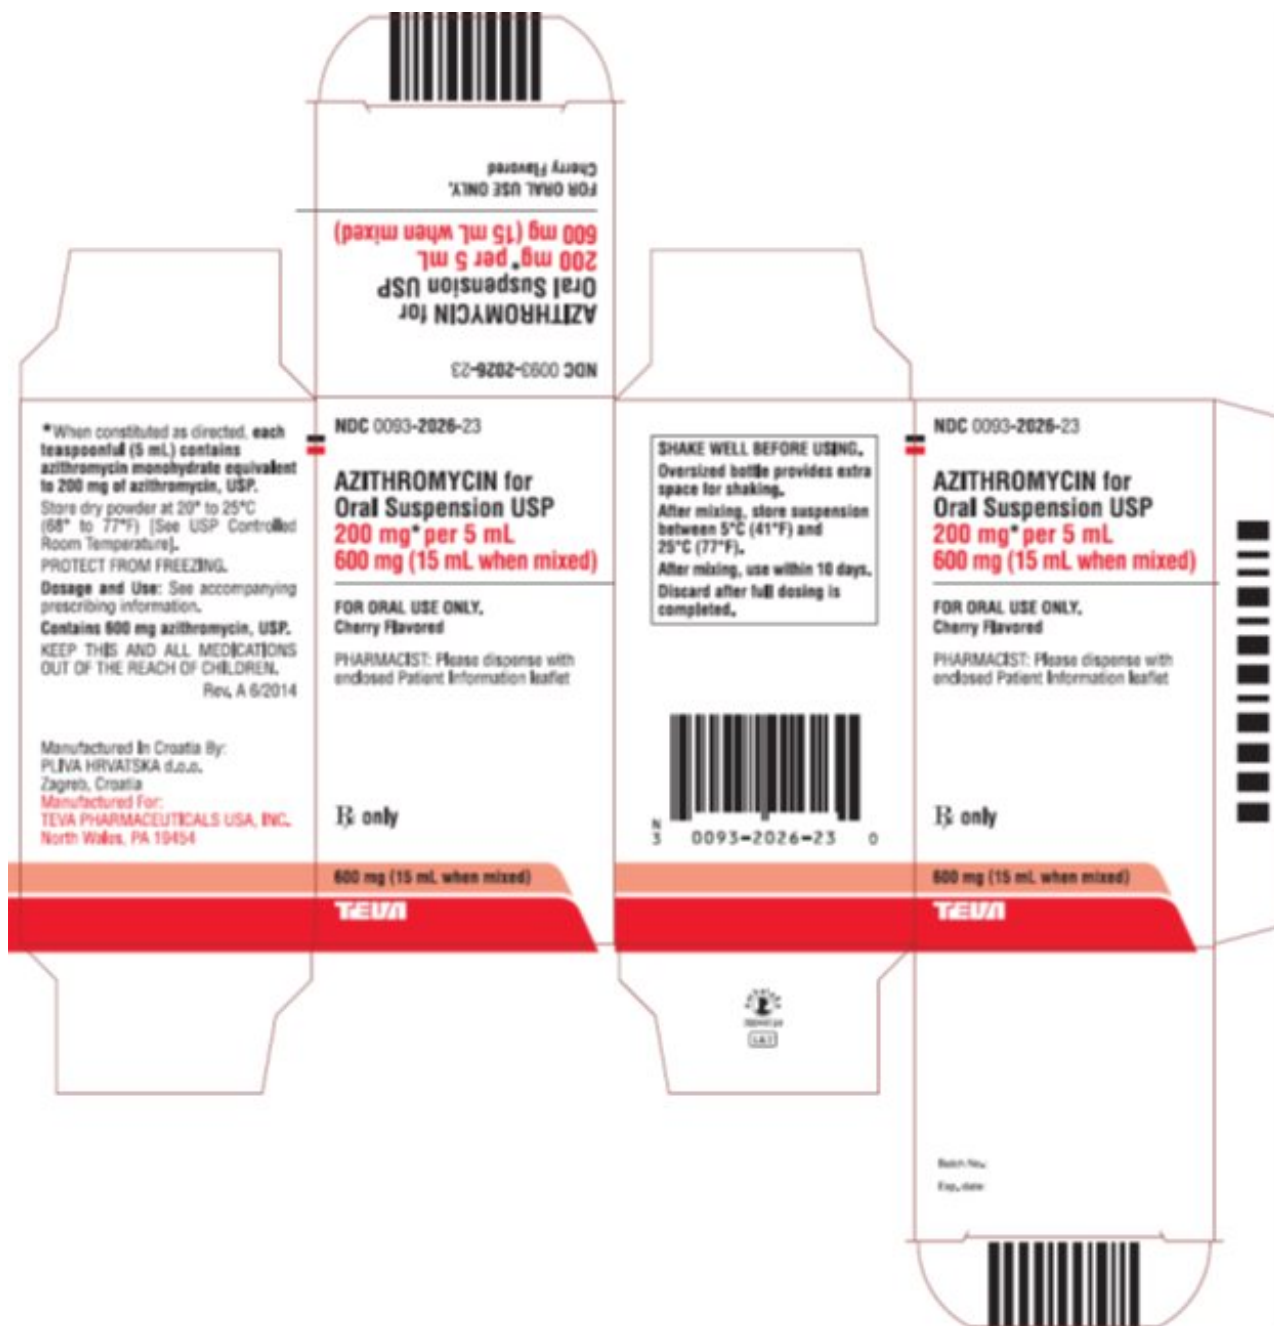 Cherry Flavored
FOR ORAL USE ONLY.
600 mg (15 mL when mixed)
200 mg* per 5 mL
Oral Suspension USP
AZITHROMYCIN for
NDC 0093-2026-23
*When constituted as directed, each
teaspoonful (5 mL) contains
azithromycin monohydrate equivalent
to 200 mg of azithromycin, USP.
Store dry powder at 20° to 25°C
(68° to 77°F) [See USP Controlled
Room Temperature].
PROTECT FROM FREEZING.
Dosage and Use: See accompanying
prescribing information.
Contains 600 mg azithromycin, USP.
KEEP THIS AND ALL MEDICATIONS
OUT OF THE REACH OF CHILDREN.
Rev. A 6/2014
Manufactured In Croatia By:
PLIVA HRVATSKA d.o.o.
Zagreb, Croatia
Manufactured For:
TEVA PHARMACEUTICALS USA, INC.
North Wales, PA 19454
NDC 0093-2026-23
AZITHROMYCIN for
Oral Suspension USP
200 mg* per 5 mL
600 mg (15 mL when mixed)
FOR ORAL USE ONLY.
Cherry Flavored
PHARMACIST: Please dispense with
enclosed Patient Information leaflet
℞ only
600 mg (15 mL when mixed)
TEVA
SHAKE WELL BEFORE USING.
Oversized bottle provides extra
space for shaking.
After mixing, store suspension
between 5°C (41°F) and
25°C (77°F).
After mixing, use within 10 days.
Discard after full dosing is
completed.
N
3 0093-2026-23 0
NDC 0093-2026-23
AZITHROMYCIN for
Oral Suspension USP
200 mg* per 5 mL
600 mg (15 mL when mixed)
FOR ORAL USE ONLY.
Cherry Flavored
PHARMACIST: Please dispense with
enclosed Patient Information leaflet
℞ only
600 mg (15 mL when mixed)
TEVA
Batch No.:
Exp. date: